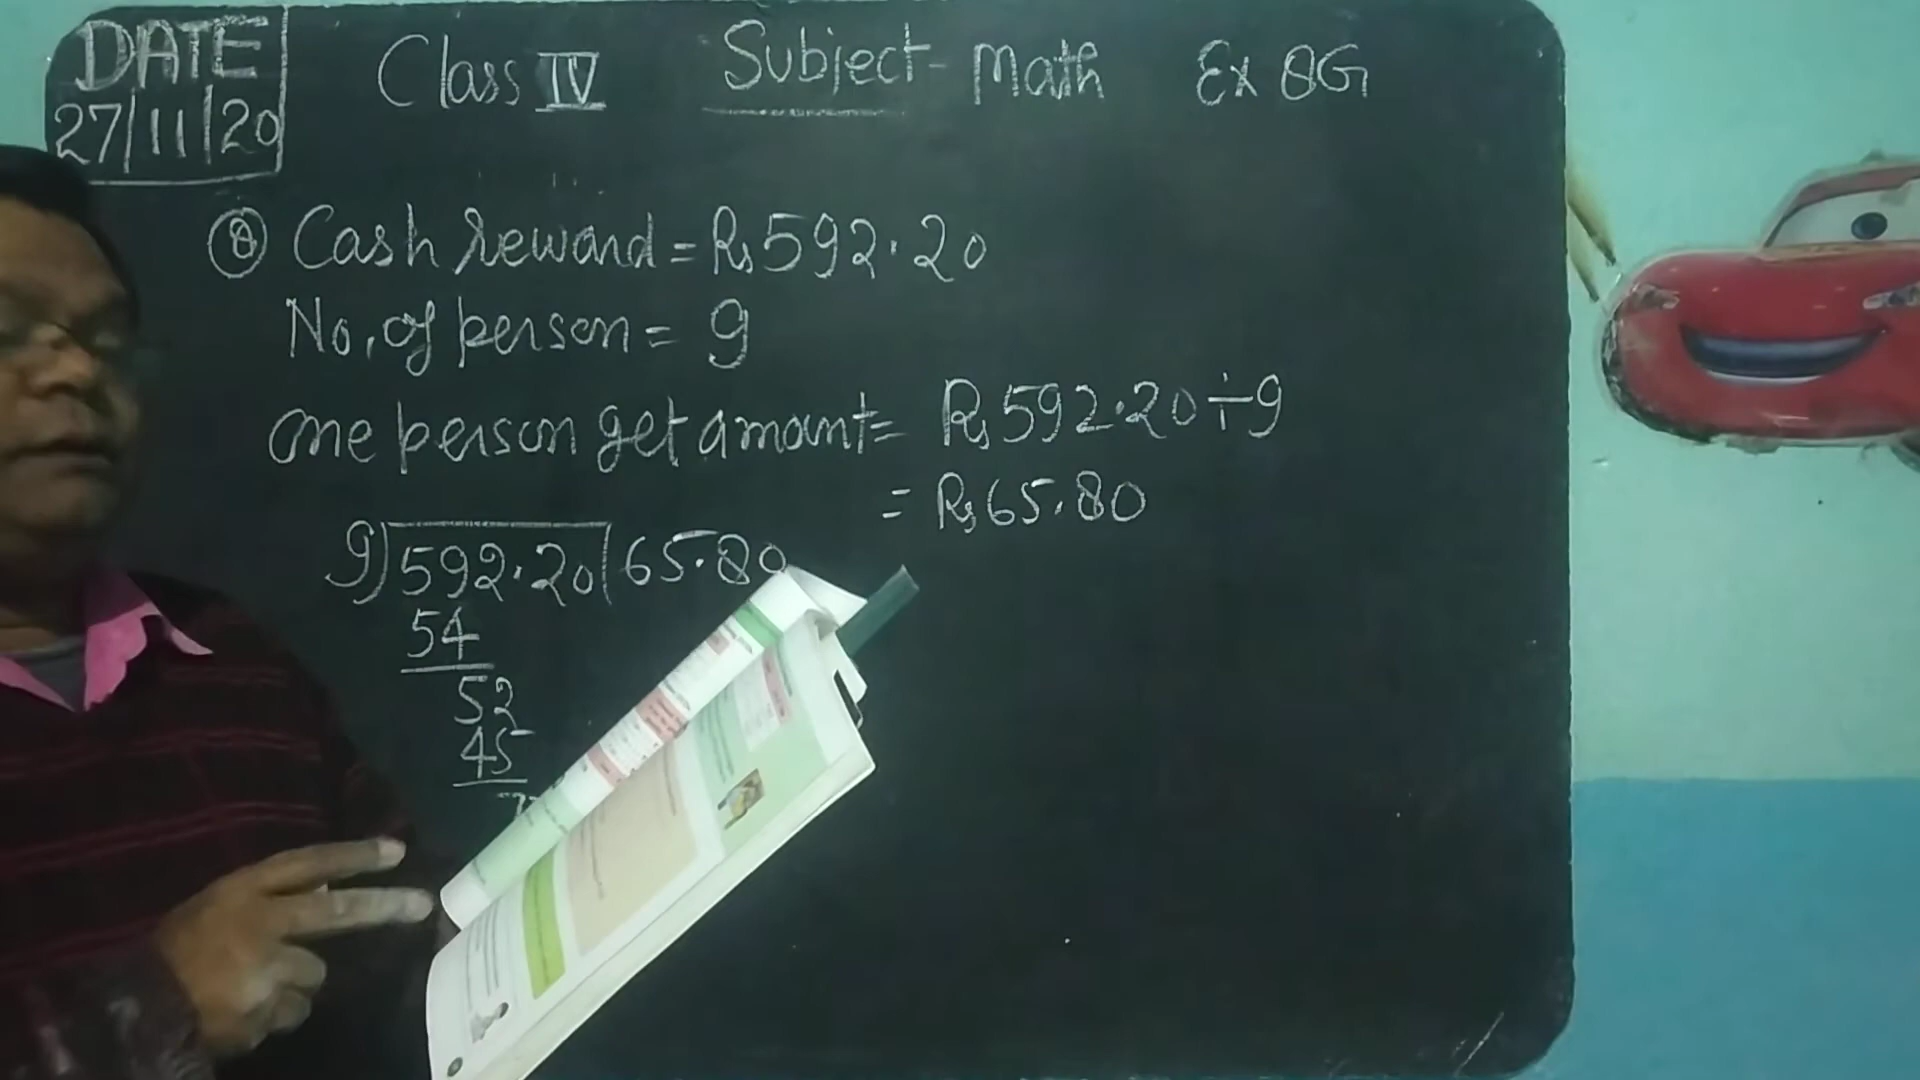 DATE
27/11/20
Class IV Subject- Math Ex 8G
⑧ Cash reward = Rs 592.20
No. of person = 9
one person get amount = Rs 592.20÷9
= Rs 65.80
9)592.20(65.80
54
52
45
7